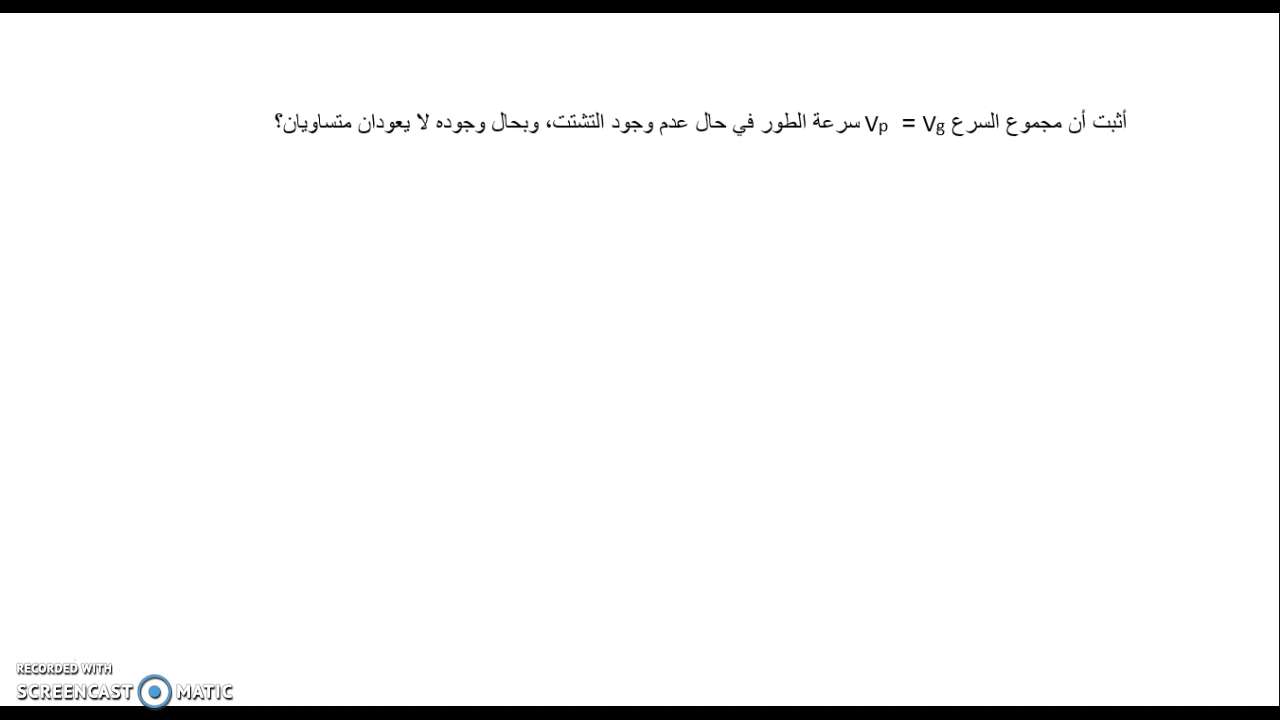 أثبت أن مجموع السرع Vg = Vp سرعة الطور في حال عدم وجود التشتت، وبحال وجوده لا يعودان متساويان؟
RECORDED WITH
SCREENCAST MATIC